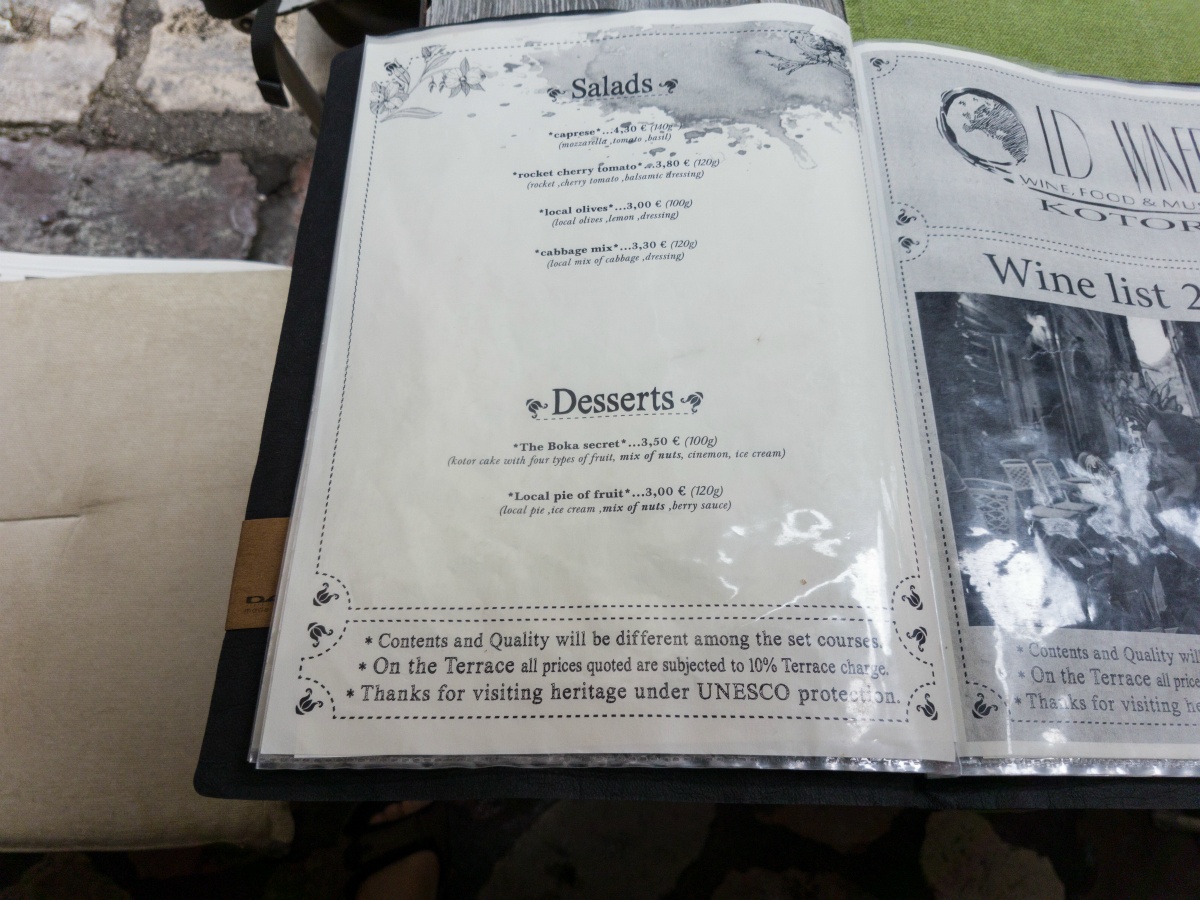 Salads
*caprese*...4,30 € (140g)
(mozzarella ,tomato ,basil)
*rocket cherry tomato*...3,80 € (120g)
(rocket ,cherry tomato ,balsamic dressing)
*local olives*...3,00 € (100g)
(local olives ,lemon ,dressing)
*cabbage mix*...3,30 € (120g)
(local mix of cabbage ,dressing)
Desserts
*The Boka secret*...3,50 € (100g)
(kotor cake with four types of fruit, mix of nuts, cinemon, ice cream)
*Local pie of fruit*...3,00 € (120g)
(local pie ,ice cream ,mix of nuts ,berry sauce)
* Contents and Quality will be different among the set courses.
* On the Terrace all prices quoted are subjected to 10% Terrace charge.
* Thanks for visiting heritage under UNESCO protection.
LD WINE
WINE, FOOD & MU
KOTOR
Wine list 2
* Contents and Quality will
* On the Terrace all price
* Thanks for visiting he